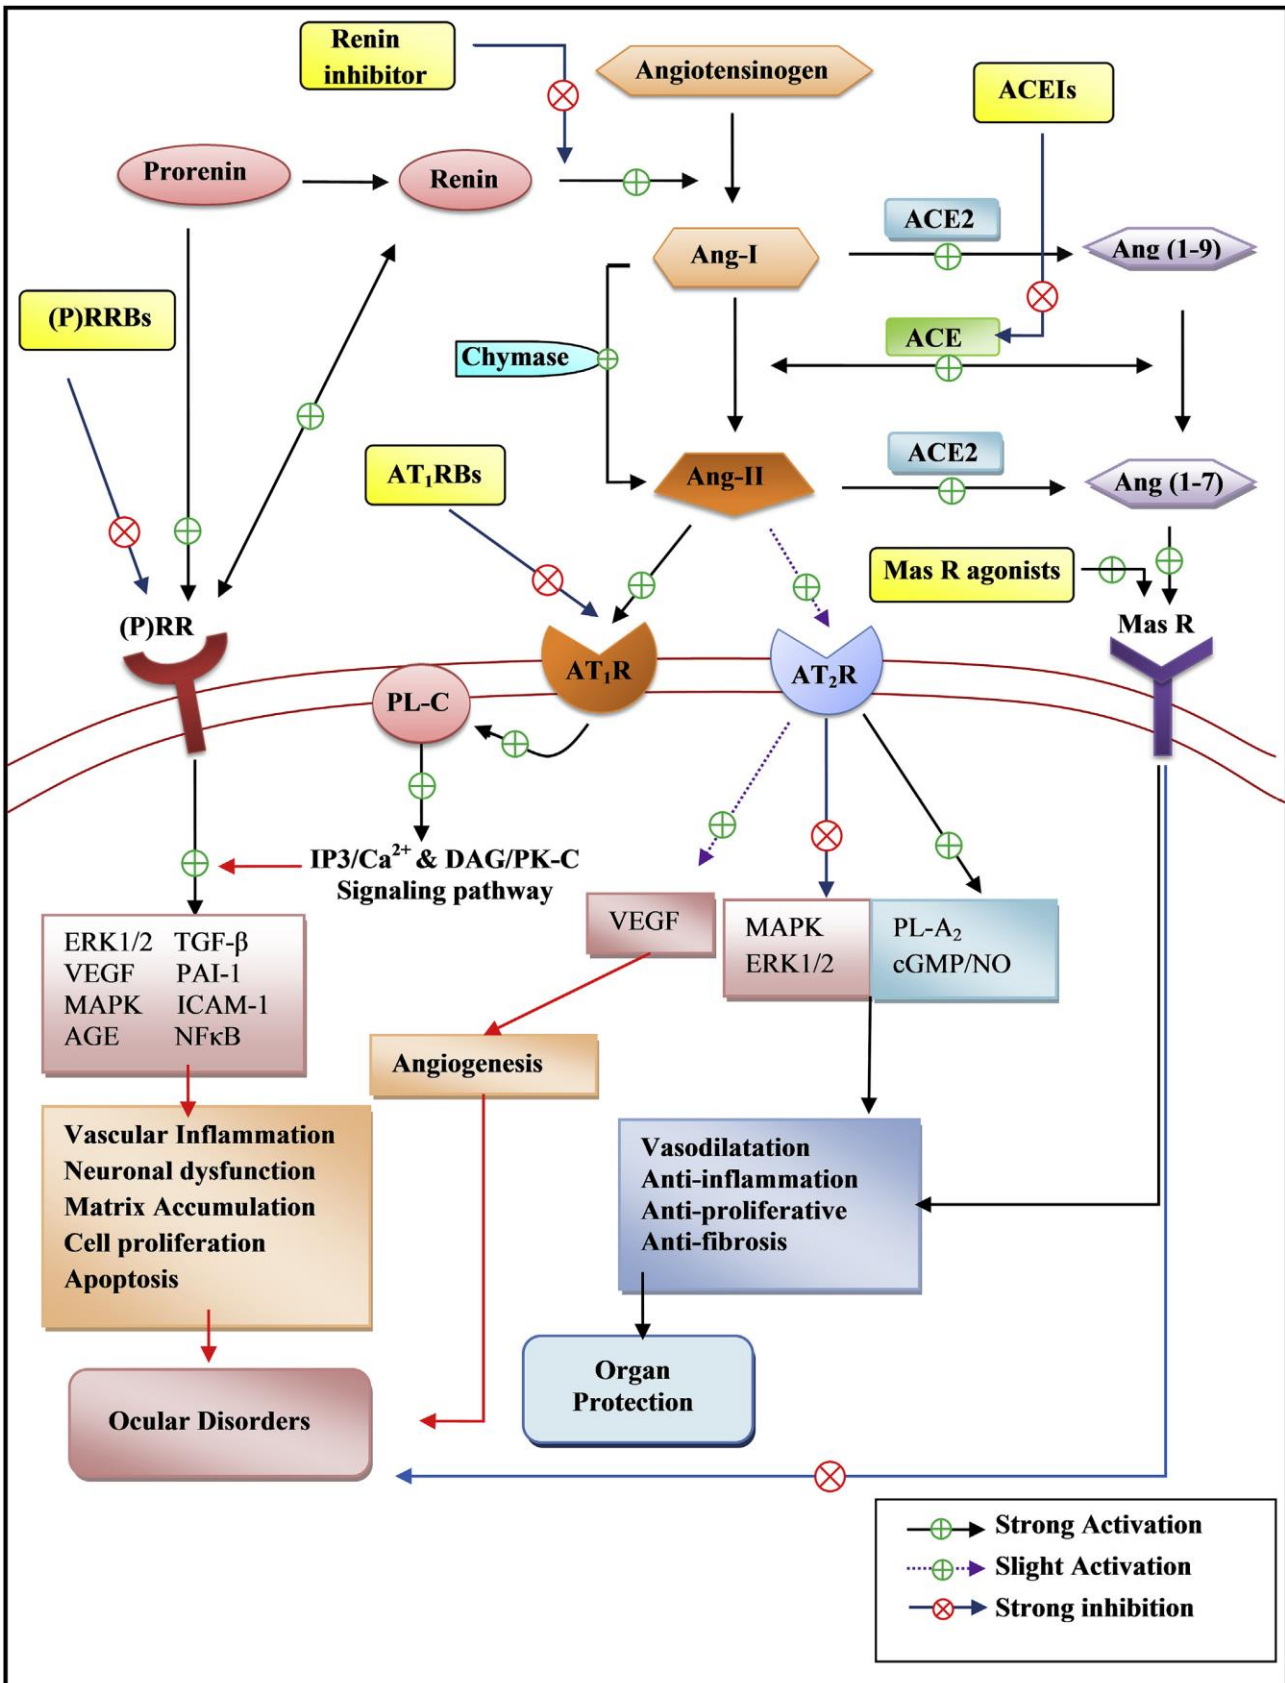 Renin
inhibitor
Angiotensinogen
ACEIs
Prorenin
Renin
ACE2
Ang-I
Ang (1-9)
(P)RRBs
Chymase
ACE
AT₁RBs
Ang-II
ACE2
Ang (1-7)
Mas R agonists
(P)RR
Mas R
AT₁R
AT₂R
PL-C
IP3/Ca²⁺ & DAG/PK-C
Signaling pathway
ERK1/2 TGF-β
VEGF PAI-1
MAPK ICAM-1
AGE NFκB
VEGF
MAPK
ERK1/2
PL-A₂
cGMP/NO
Angiogenesis
Vascular Inflammation
Neuronal dysfunction
Matrix Accumulation
Cell proliferation
Apoptosis
Vasodilatation
Anti-inflammation
Anti-proliferative
Anti-fibrosis
Ocular Disorders
Organ
Protection
Strong Activation
Slight Activation
Strong inhibition